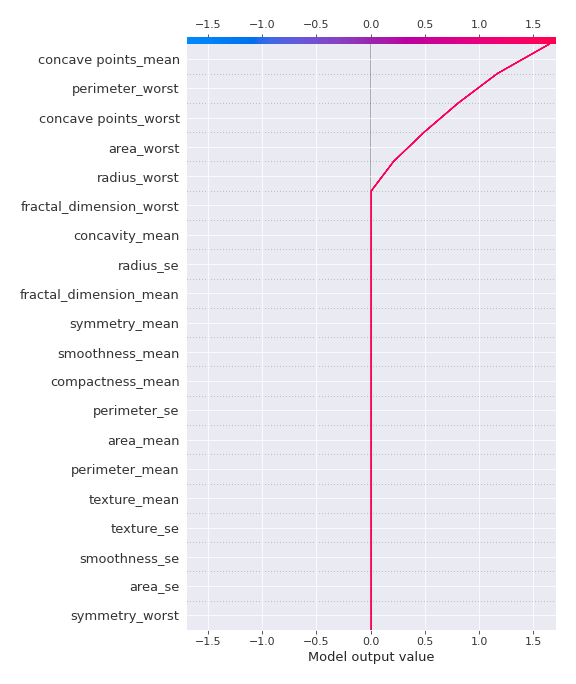 −1.5 −1.0 −0.5 0.0 0.5 1.0 1.5
concave points_mean
perimeter_worst
concave points_worst
area_worst
radius_worst
fractal_dimension_worst
concavity_mean
radius_se
fractal_dimension_mean
symmetry_mean
smoothness_mean
compactness_mean
perimeter_se
area_mean
perimeter_mean
texture_mean
texture_se
smoothness_se
area_se
symmetry_worst
−1.5 −1.0 −0.5 0.0 0.5 1.0 1.5
Model output value